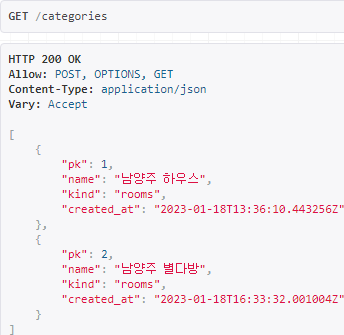 GET /categories
HTTP 200 OK
Allow: POST, OPTIONS, GET
Content-Type: application/json
Vary: Accept
[
    {
        "pk": 1,
        "name": "남양주 하우스",
        "kind": "rooms",
        "created_at": "2023-01-18T13:36:10.443256Z"
    },
    {
        "pk": 2,
        "name": "남양주 별다방",
        "kind": "rooms",
        "created_at": "2023-01-18T16:33:32.001004Z"
    }
]